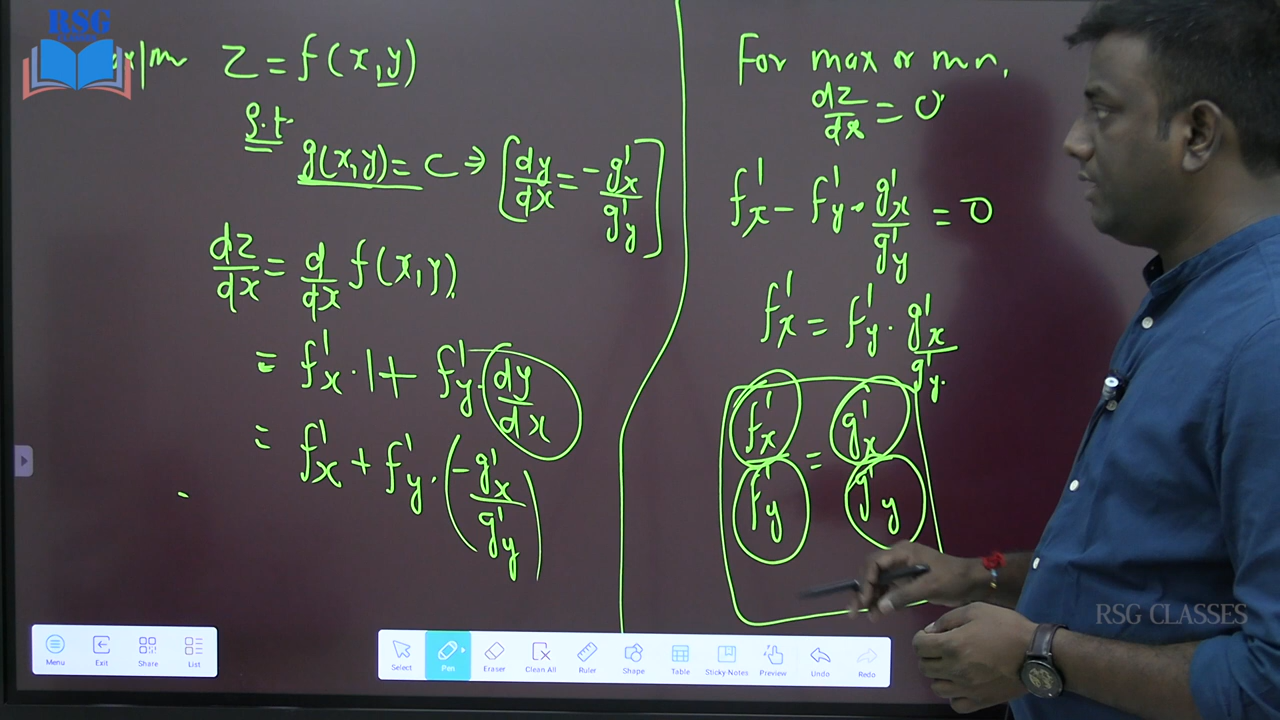 RSG
Z = f(x,y)
s.t
g(x,y) = c ⇒ [dy/dx = -g'x/g'y]
dz/dx = d/dx f(x,y).
= f'x · 1 + f'y · dy/dx
= f'x + f'y · (-g'x/g'y)
For max or min,
dz/dx = 0
f'x - f'y · g'x/g'y = 0
f'x = f'y · g'x/g'y.
f'x/f'y = g'x/g'y
RSG CLASSES
Menu
Exit
Share
List
Select
Pen
Eraser
Clean All
Ruler
Shape
Table
Sticky-Notes
Preview
Undo
Redo